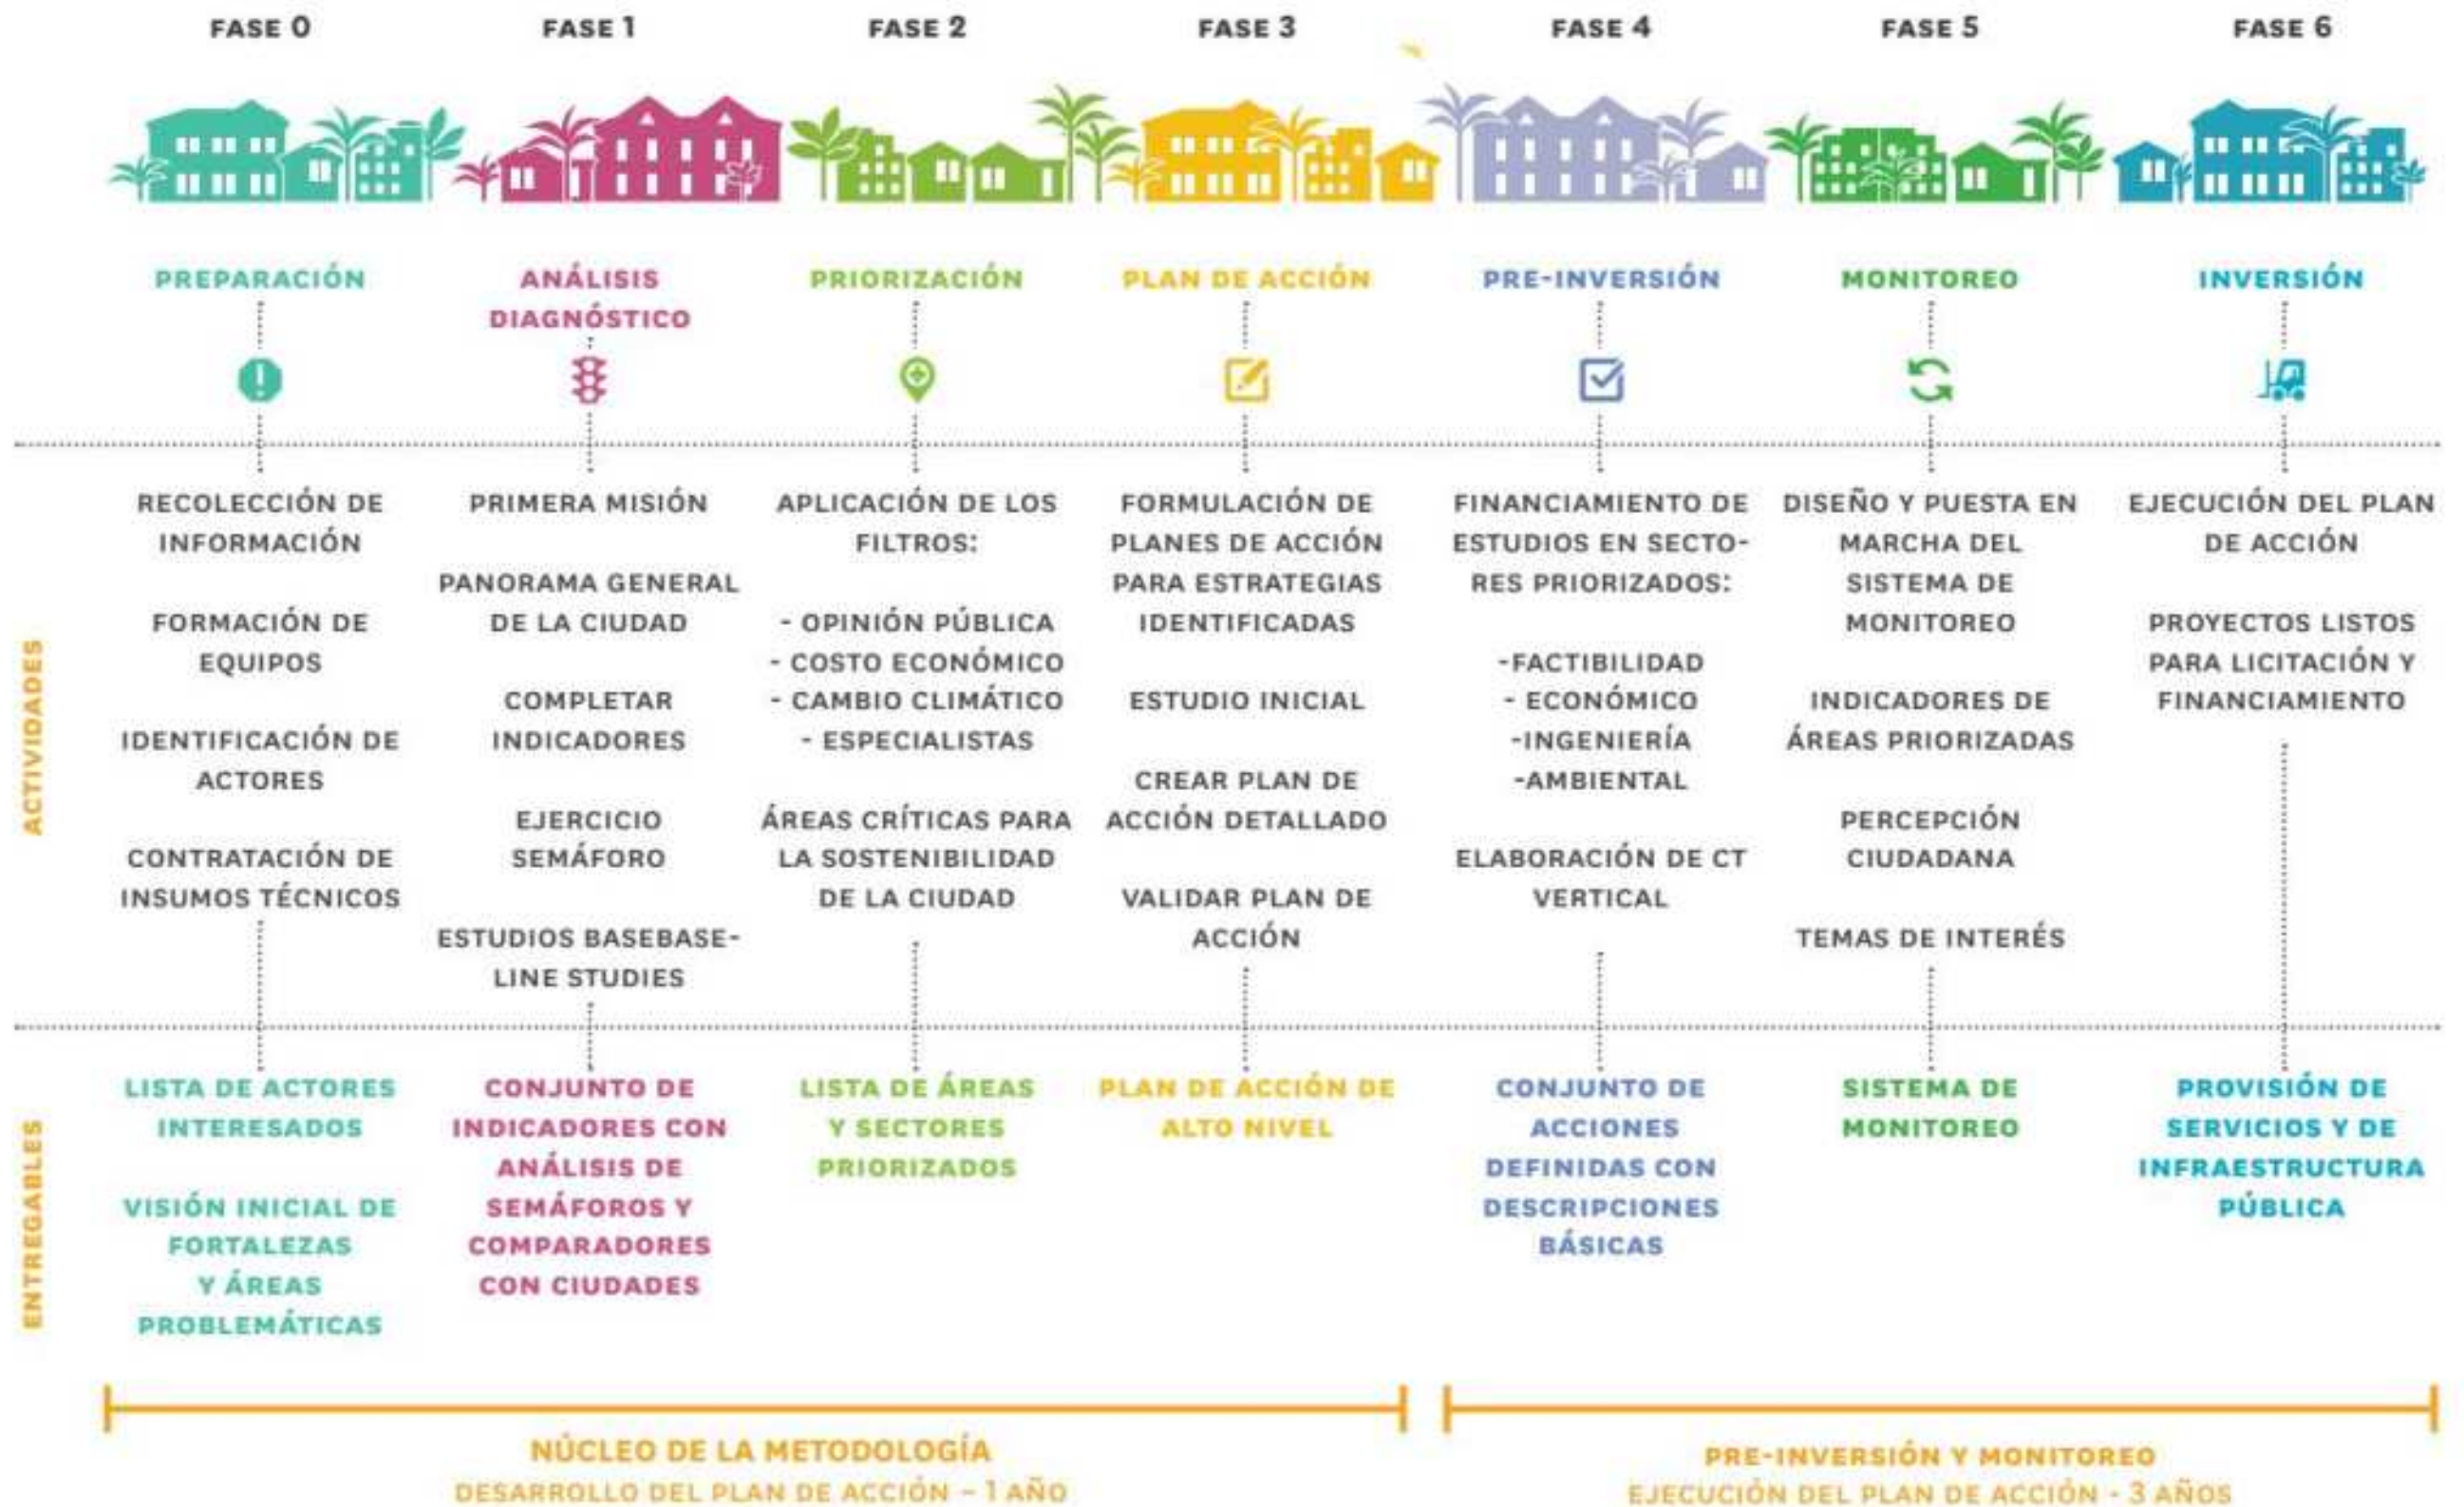 FASE 0
FASE 1
FASE 2
FASE 3
FASE 4
FASE 5
FASE 6
PREPARACIÓN
ANÁLISIS
DIAGNÓSTICO
PRIORIZACIÓN
PLAN DE ACCIÓN
PRE-INVERSIÓN
MONITOREO
INVERSIÓN
ACTIVIDADES
RECOLECCIÓN DE
INFORMACIÓN
FORMACIÓN DE
EQUIPOS
IDENTIFICACIÓN DE
ACTORES
CONTRATACIÓN DE
INSUMOS TÉCNICOS
PRIMERA MISIÓN
PANORAMA GENERAL
DE LA CIUDAD
COMPLETAR
INDICADORES
EJERCICIO
SEMÁFORO
ESTUDIOS BASEBASE-
LINE STUDIES
APLICACIÓN DE LOS
FILTROS:
- OPINIÓN PÚBLICA
- COSTO ECONÓMICO
- CAMBIO CLIMÁTICO
- ESPECIALISTAS
ÁREAS CRÍTICAS PARA
LA SOSTENIBILIDAD
DE LA CIUDAD
FORMULACIÓN DE
PLANES DE ACCIÓN
PARA ESTRATEGIAS
IDENTIFICADAS
ESTUDIO INICIAL
CREAR PLAN DE
ACCIÓN DETALLADO
VALIDAR PLAN DE
ACCIÓN
FINANCIAMIENTO DE
ESTUDIOS EN SECTO-
RES PRIORIZADOS:
-FACTIBILIDAD
- ECONÓMICO
-INGENIERÍA
-AMBIENTAL
ELABORACIÓN DE CT
VERTICAL
DISEÑO Y PUESTA EN
MARCHA DEL
SISTEMA DE
MONITOREO
INDICADORES DE
ÁREAS PRIORIZADAS
PERCEPCIÓN
CIUDADANA
TEMAS DE INTERÉS
EJECUCIÓN DEL PLAN
DE ACCIÓN
PROYECTOS LISTOS
PARA LICITACIÓN Y
FINANCIAMIENTO
ENTREGABLES
LISTA DE ACTORES
INTERESADOS
VISIÓN INICIAL DE
FORTALEZAS
Y ÁREAS
PROBLEMÁTICAS
CONJUNTO DE
INDICADORES CON
ANÁLISIS DE
SEMÁFOROS Y
COMPARADORES
CON CIUDADES
LISTA DE ÁREAS
Y SECTORES
PRIORIZADOS
PLAN DE ACCIÓN DE
ALTO NIVEL
CONJUNTO DE
ACCIONES
DEFINIDAS CON
DESCRIPCIONES
BÁSICAS
SISTEMA DE
MONITOREO
PROVISIÓN DE
SERVICIOS Y DE
INFRAESTRUCTURA
PÚBLICA
NÚCLEO DE LA METODOLOGÍA
DESARROLLO DEL PLAN DE ACCIÓN - 1 AÑO
PRE-INVERSIÓN Y MONITOREO
EJECUCIÓN DEL PLAN DE ACCIÓN - 3 AÑOS